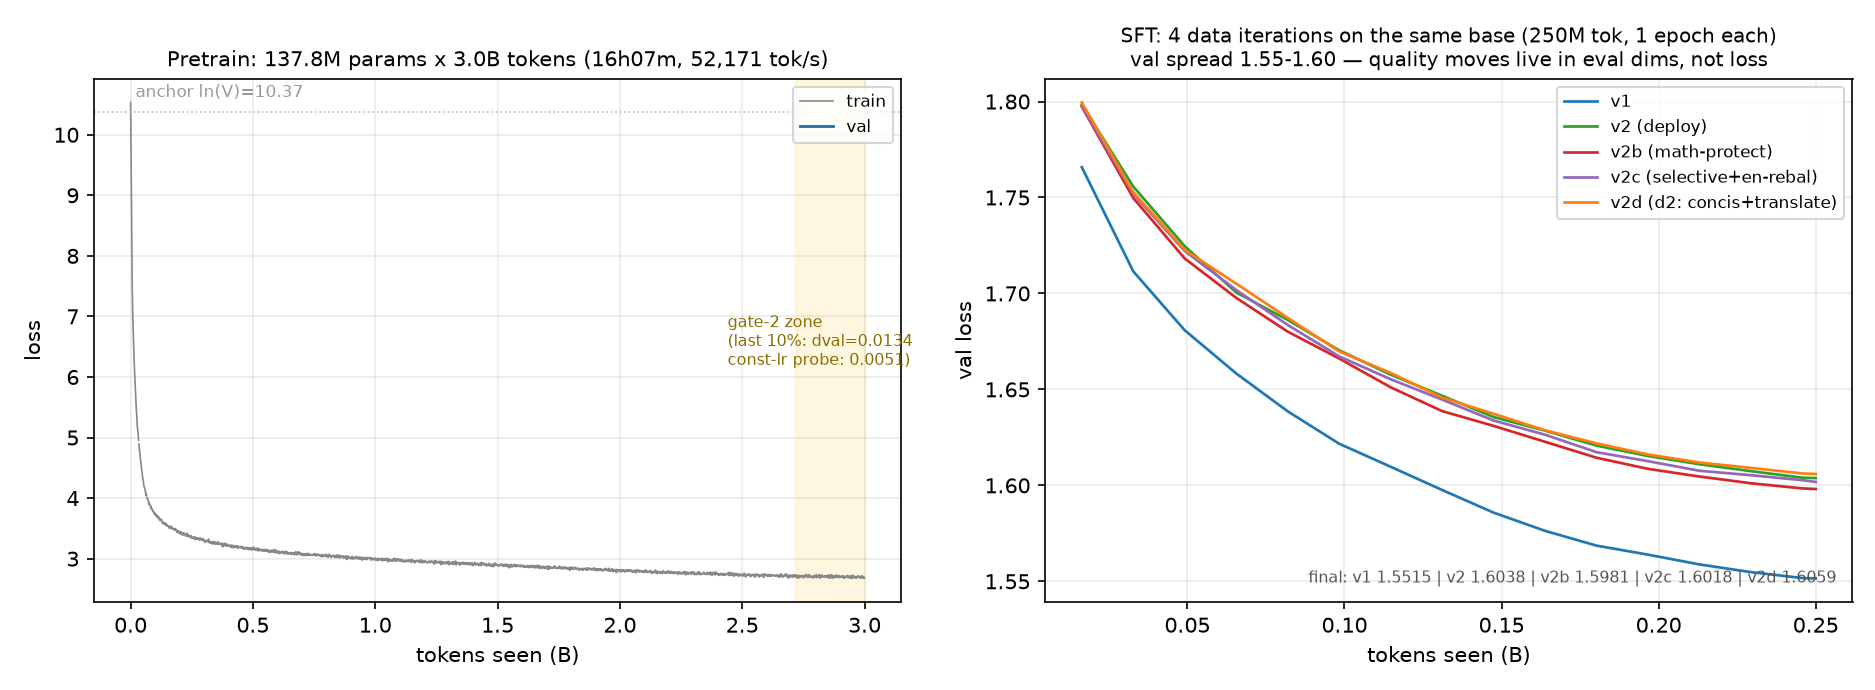 Pretrain: 137.8M params x 3.0B tokens (16h07m, 52,171 tok/s)
anchor ln(V)=10.37
train
val
gate-2 zone
(last 10%: dval=0.0134
const-lr probe: 0.0051)
10
9
8
7
6
5
4
3
loss
0.0
0.5
1.0
1.5
2.0
2.5
3.0
tokens seen (B)
SFT: 4 data iterations on the same base (250M tok, 1 epoch each)
val spread 1.55-1.60 — quality moves live in eval dims, not loss
v1
v2 (deploy)
v2b (math-protect)
v2c (selective+en-rebal)
v2d (d2: concis+translate)
1.80
1.75
1.70
1.65
1.60
1.55
val loss
final: v1 1.5515 | v2 1.6038 | v2b 1.5981 | v2c 1.6018 | v2d 1.6059
0.05
0.10
0.15
0.20
0.25
tokens seen (B)